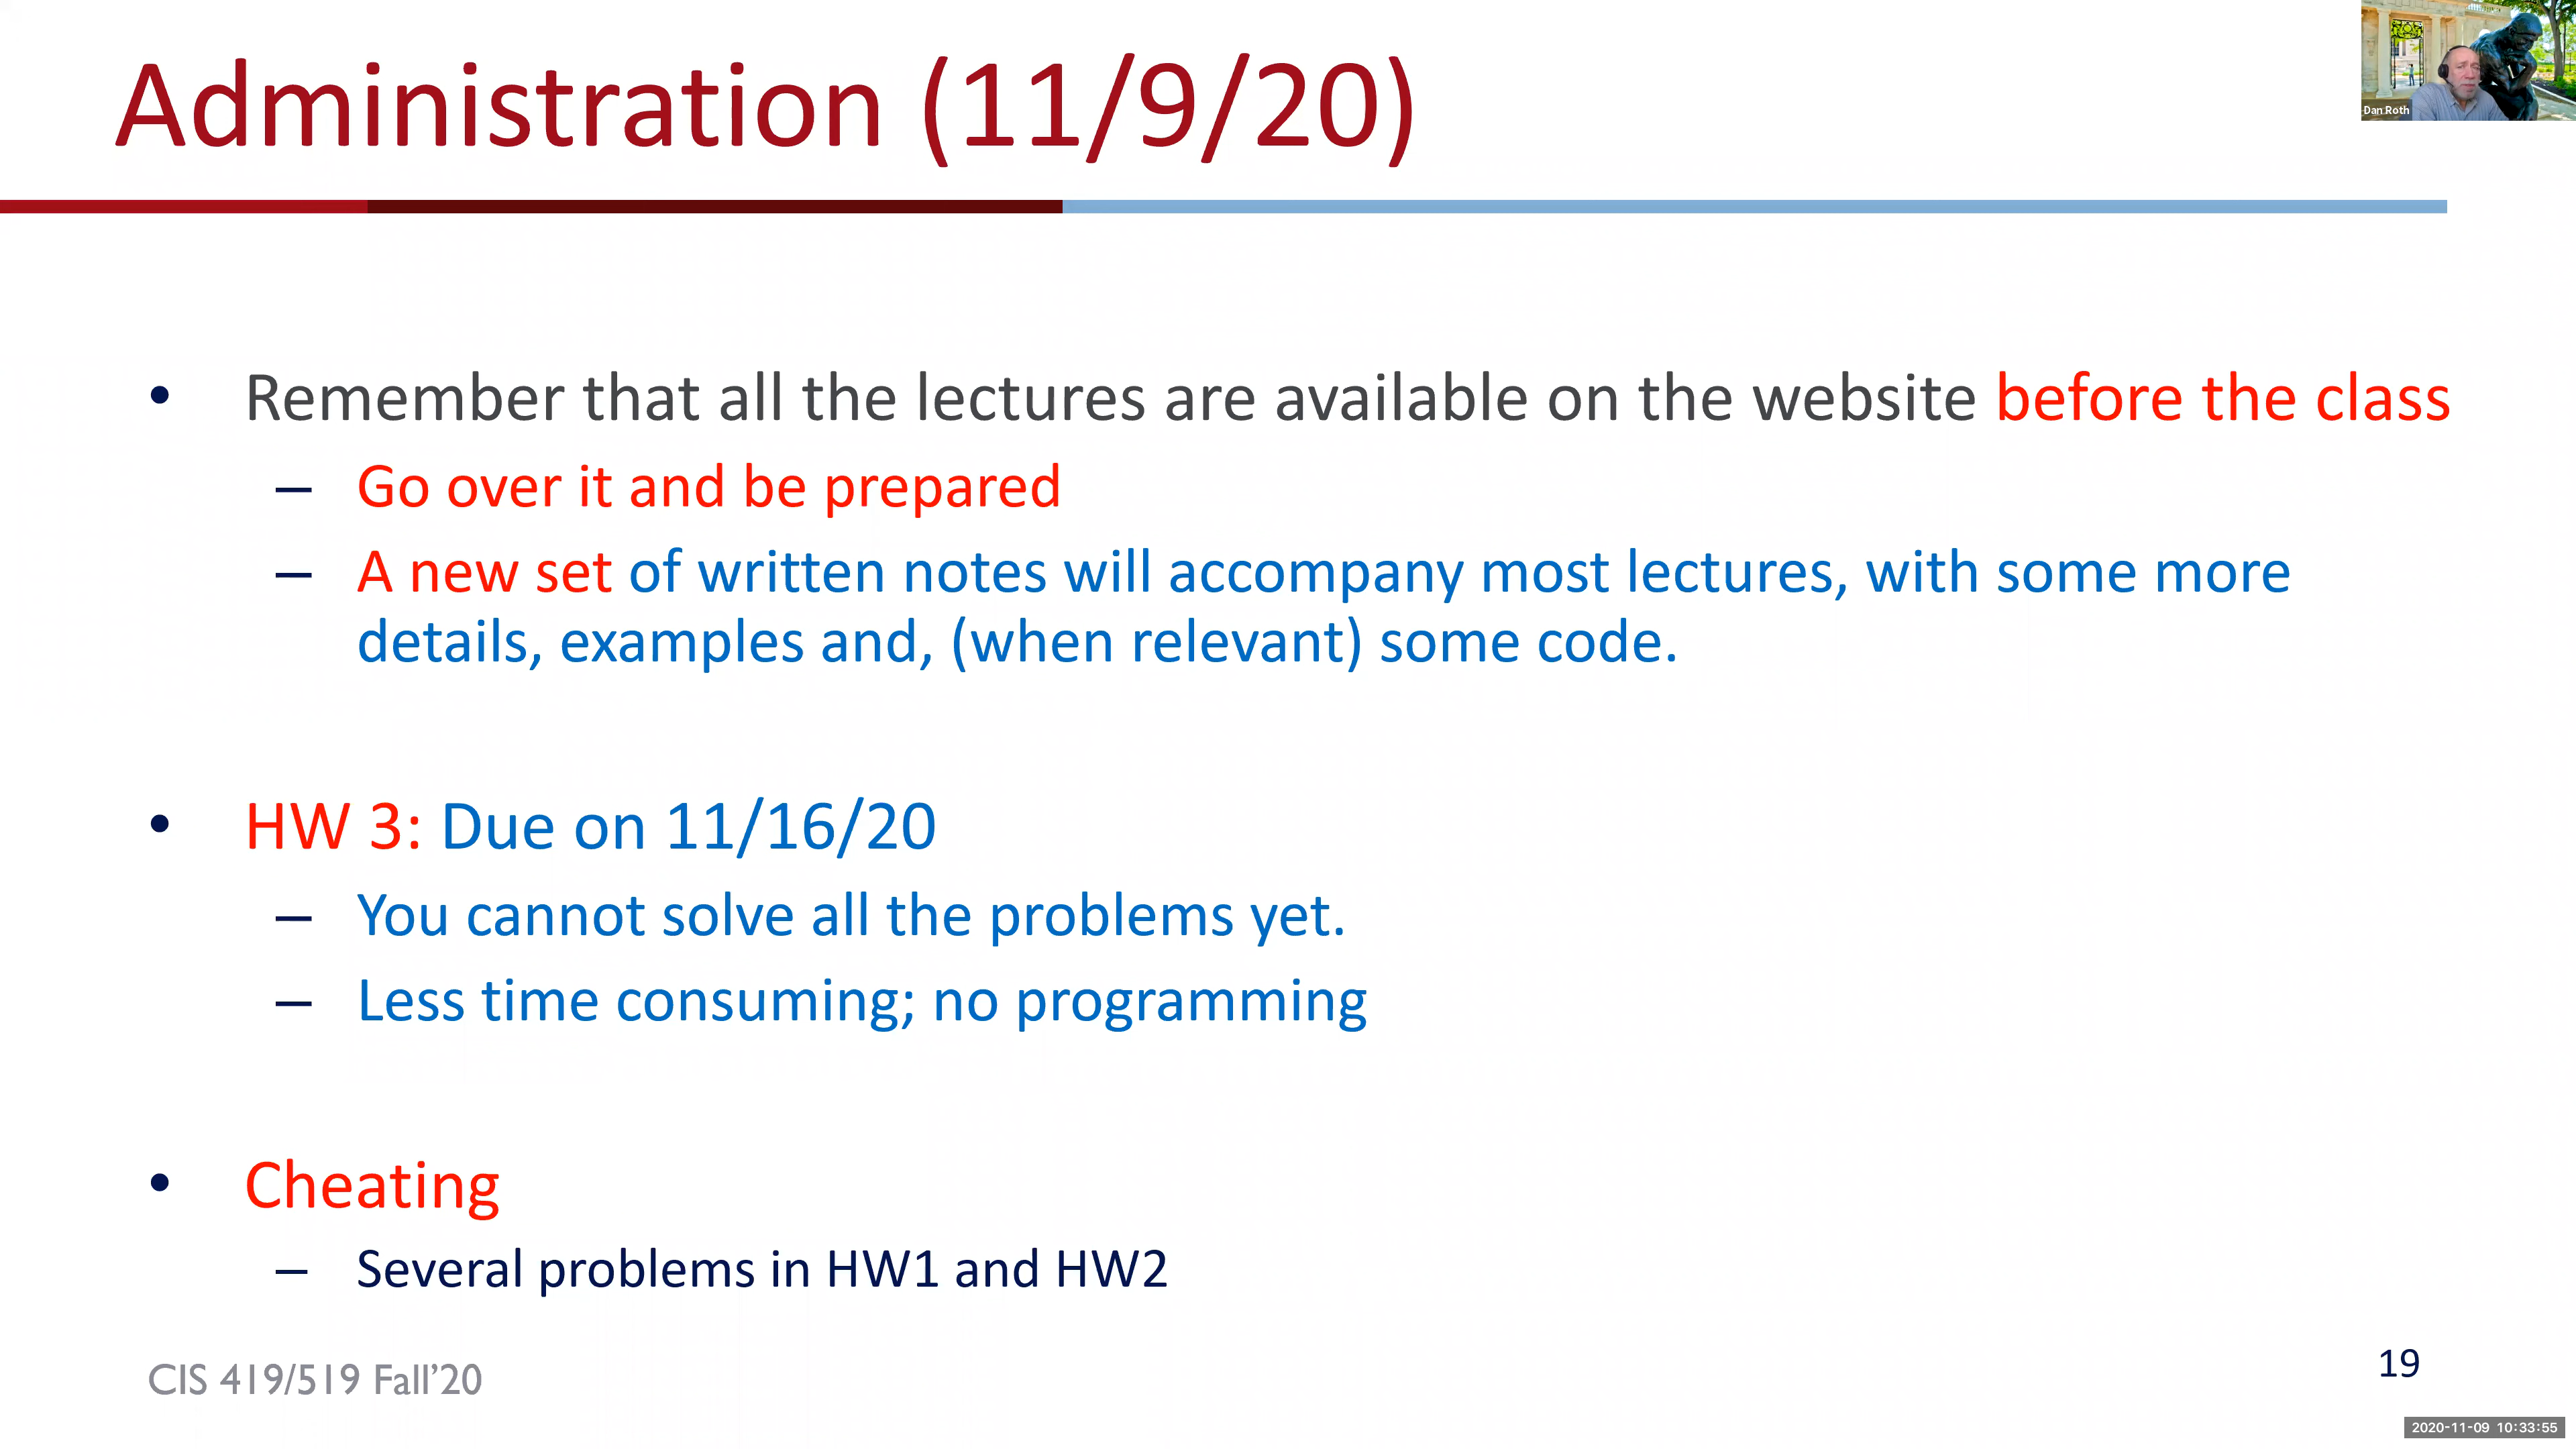 Administration (11/9/20)
Dan Roth
• Remember that all the lectures are available on the website before the class
– Go over it and be prepared
– A new set of written notes will accompany most lectures, with some more
details, examples and, (when relevant) some code.
• HW 3: Due on 11/16/20
– You cannot solve all the problems yet.
– Less time consuming; no programming
• Cheating
– Several problems in HW1 and HW2
CIS 419/519 Fall’20
19
2020-11-09 10:33:55